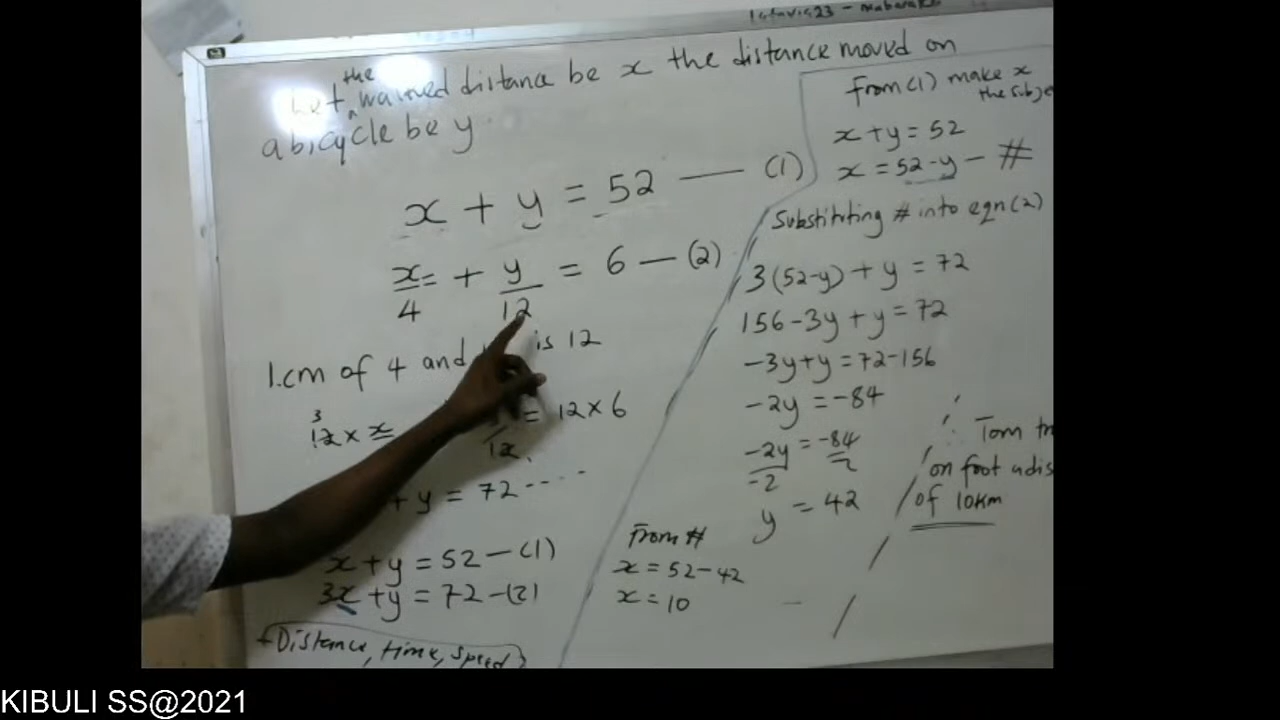 Let the walked distance be x the distance moved on
a bicycle be y.
x + y = 52 — (1)
x/4 + y/12 = 6 — (2)
Lcm of 4 and is 12
3
12 × x = 12 × 6
12
+ y = 72 - - - -
x + y = 52 — (1)
3x + y = 72 — (2)
Distance, time, speed
From (1) make x
the
x + y = 52
x = 52 - y — #
Substituting # into eqn (2)
3(52-y) + y = 72
156 - 3y + y = 72
-3y + y = 72 - 156
-2y = -84
-2y/-2 = -84/-2
y = 42
From #
x = 52 - 42
x = 10
∴ Tom
on foot a
of 10km
KIBULI SS@2021